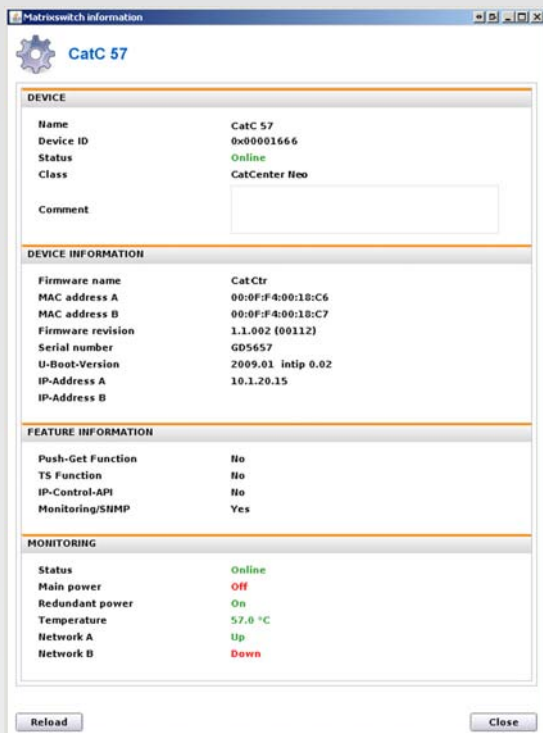 Matrixswitch information
CatC 57
DEVICE
Name CatC 57
Device ID 0x00001666
Status Online
Class CatCenter Neo
Comment
DEVICE INFORMATION
Firmware name CatCtr
MAC address A 00:0F:F4:00:18:C6
MAC address B 00:0F:F4:00:18:C7
Firmware revision 1.1.002 (00112)
Serial number GD5657
U-Boot-Version 2009.01 intip 0.02
IP-Address A 10.1.20.15
IP-Address B
FEATURE INFORMATION
Push-Get Function No
TS Function No
IP-Control-API No
Monitoring/SNMP Yes
MONITORING
Status Online
Main power Off
Redundant power On
Temperature 57.0 °C
Network A Up
Network B Down
Reload Close